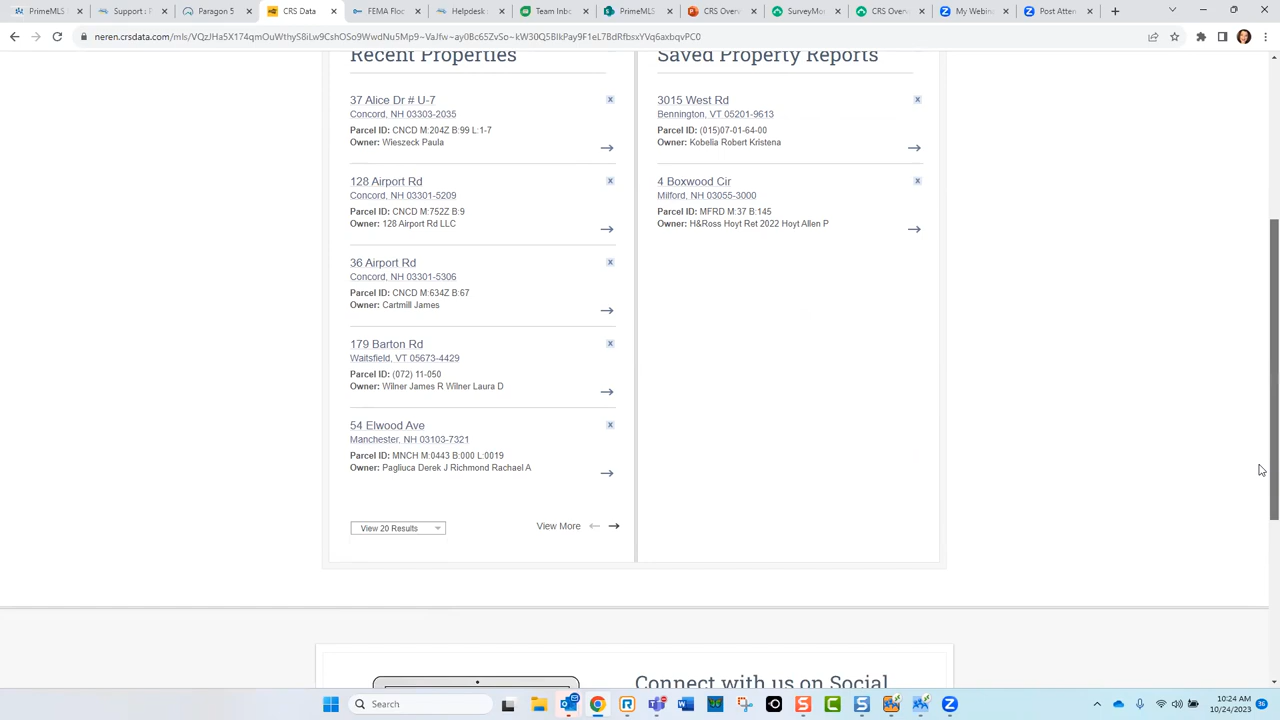 PrimeMLS
Support: F
Paragon 5
CRS Data
FEMA Floo
Helpdesk -
Team Inbo
PrimeMLS
SurveyMo
CRS Over
My Webina
Post Atten
neren.crsdata.com/mls/
Recent Properties
37 Alice Dr # U-7
Concord, NH 03303-2035
Parcel ID: CNCD M:204Z B:99 L:1-7
Owner: Wieszeck Paula
128 Airport Rd
Concord, NH 03301-5209
Parcel ID: CNCD M:752Z B:9
Owner: 128 Airport Rd LLC
36 Airport Rd
Concord, NH 03301-5306
Parcel ID: CNCD M:634Z B:67
Owner: Cartmill James
179 Barton Rd
Waitsfield, VT 05673-4429
Parcel ID: (072) 11-050
Owner: Wilner James R Wilner Laura D
54 Elwood Ave
Manchester, NH 03103-7321
Parcel ID: MNCH M:0443 B:000 L:0019
Owner: Pagliuca Derek J Richmond Rachael A
View 20 Results
View More
Saved Property Reports
3015 West Rd
Bennington, VT 05201-9613
Parcel ID: (015)07-01-64-00
Owner: Kobelia Robert Kristena
4 Boxwood Cir
Milford, NH 03055-3000
Parcel ID: MFRD M:37 B:145
Owner: H&Ross Hoyt Ret 2022 Hoyt Allen P
Connect with us on Social
Search
10:24 AM
10/24/2023